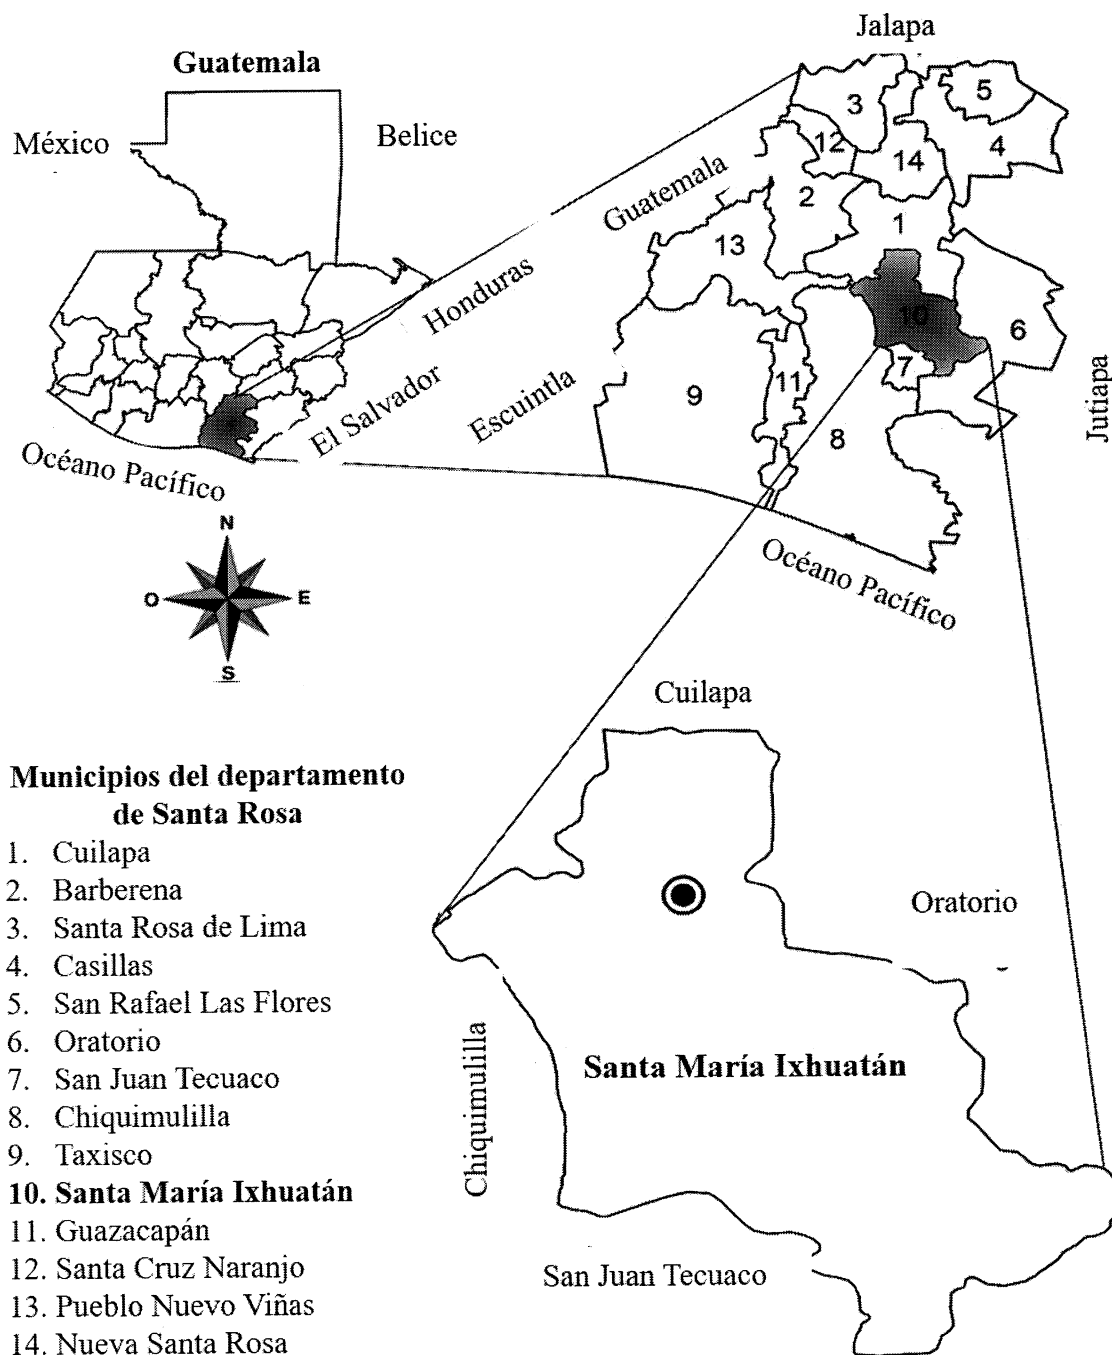 Guatemala
México
Belice
Honduras
El Salvador
Océano Pacífico
N
O
E
S
Jalapa
Guatemala
Escuintla
Jutiapa
Océano Pacífico
3
5
12
14
4
2
1
13
10
6
7
11
9
8
Municipios del departamento
de Santa Rosa
1. Cuilapa
2. Barberena
3. Santa Rosa de Lima
4. Casillas
5. San Rafael Las Flores
6. Oratorio
7. San Juan Tecuaco
8. Chiquimulilla
9. Taxisco
10. Santa María Ixhuatán
11. Guazacapán
12. Santa Cruz Naranjo
13. Pueblo Nuevo Viñas
14. Nueva Santa Rosa
Cuilapa
Oratorio
Chiquimulilla
Santa María Ixhuatán
San Juan Tecuaco